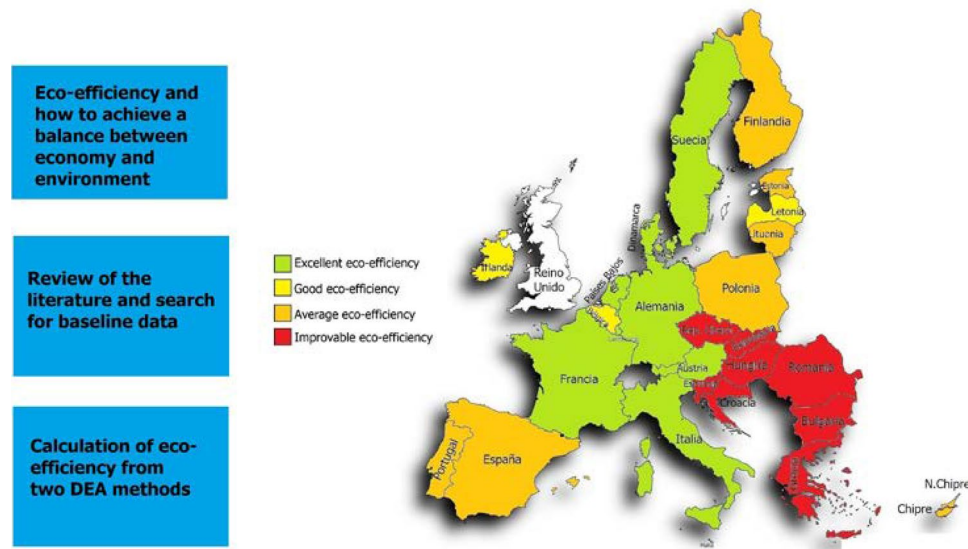 Eco-efficiency and
how to achieve a
balance between
economy and
environment
Review of the
literature and search
for baseline data
Calculation of eco-
efficiency from
two DEA methods
Excellent eco-efficiency
Good eco-efficiency
Average eco-efficiency
Improvable eco-efficiency
Finlandia
Suecia
Estonia
Letonia
Lituania
Dinamarca
Irlanda
Reino
Unido
Países Bajos
Alemania
Polonia
Francia
Austria
Hungría
Rumanía
Croacia
Bulgaria
Italia
Portugal
España
N.Chipre
Chipre